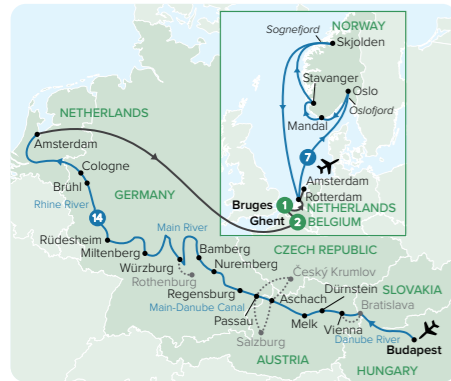 NORWAY
Sognefjord
Skjolden
Stavanger
Oslo
Oslofjord
Mandal
7
Amsterdam
Rotterdam
Bruges
1
NETHERLANDS
Ghent
2
BELGIUM
NETHERLANDS
Amsterdam
Cologne
Brühl
GERMANY
Rhine River
14
Main River
Rüdesheim
Miltenberg
Bamberg
CZECH REPUBLIC
Würzburg
Nuremberg
Rothenburg
Český Krumlov
Regensburg
SLOVAKIA
Dürnstein
Main-Danube Canal
Aschach
Bratislava
Passau
Melk
Vienna
Salzburg
Danube River
Budapest
AUSTRIA
HUNGARY